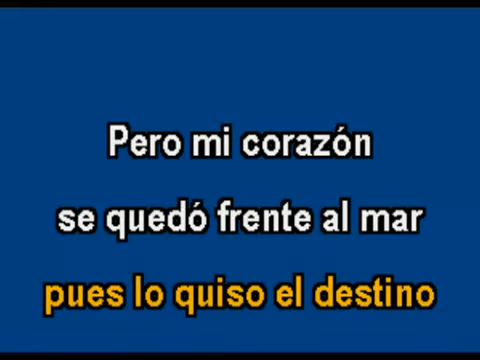 Pero mi corazón
se quedó frente al mar
pues lo quiso el destino